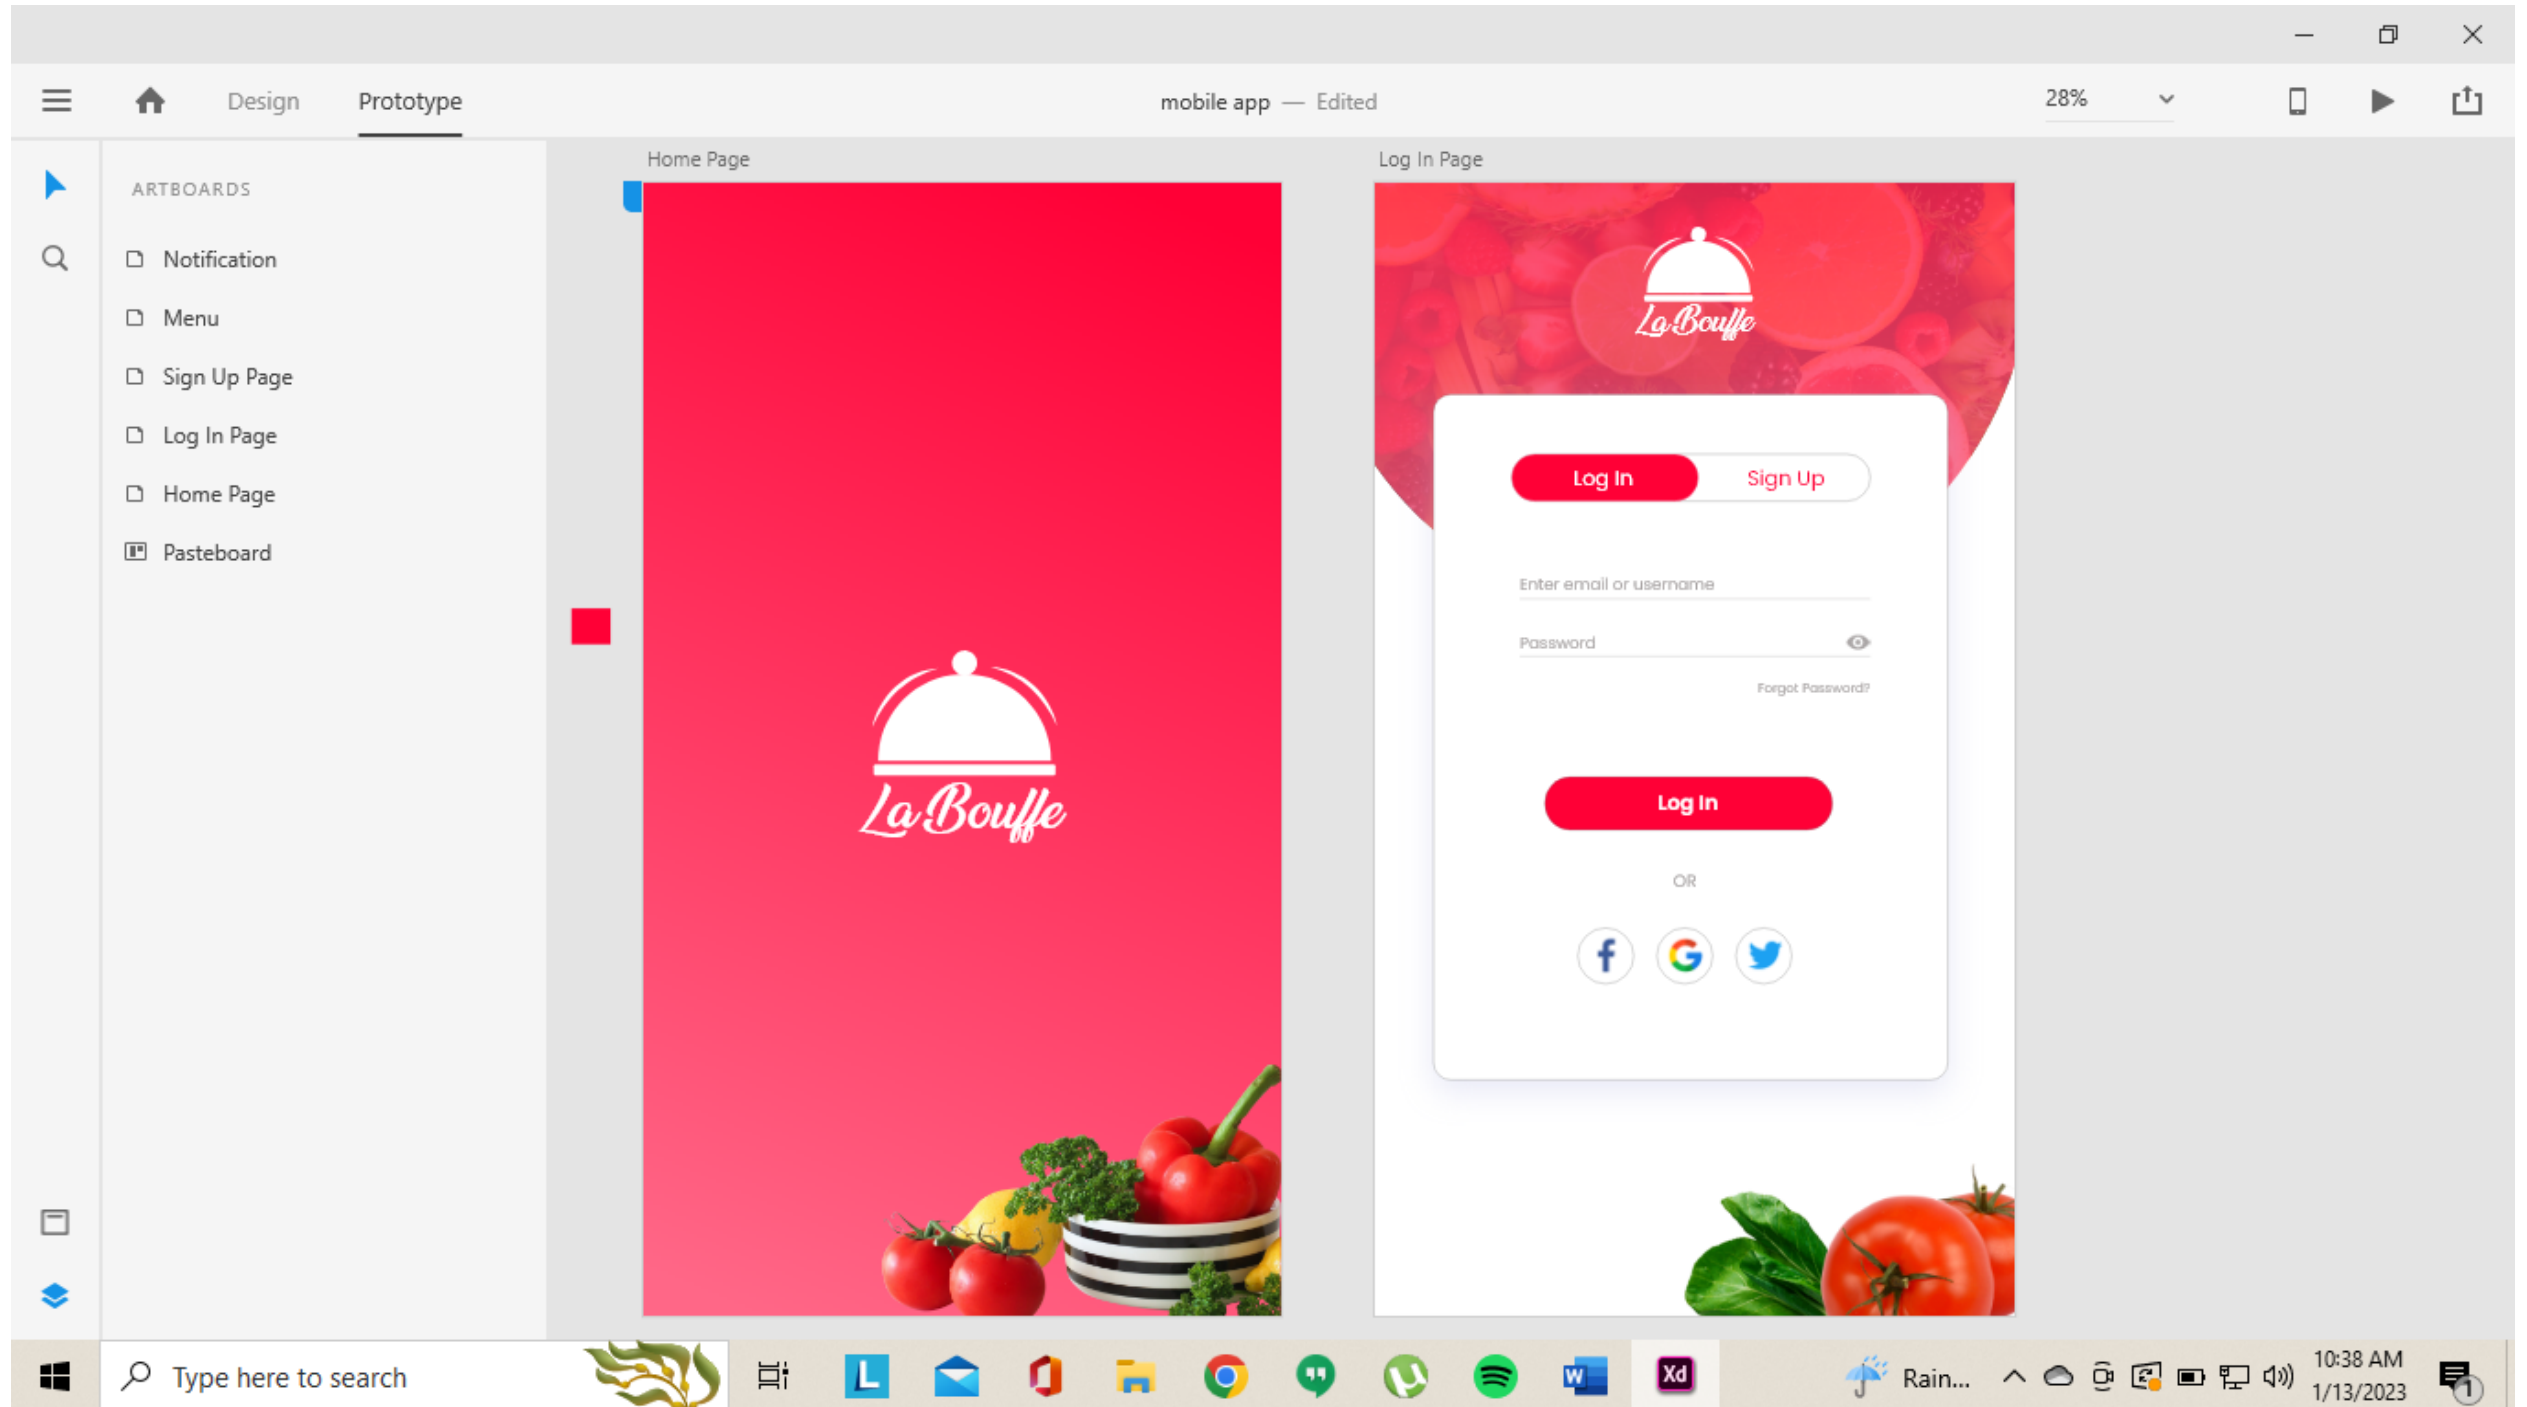 Design
Prototype
mobile app — Edited
28%
ARTBOARDS
Notification
Menu
Sign Up Page
Log In Page
Home Page
Pasteboard
Home Page
La Bouffe
Log In Page
La Bouffe
Log In
Sign Up
Enter email or username
Password
Forgot Password?
Log In
OR
f
G
Type here to search
L
W
Xd
Rain...
10:38 AM
1/13/2023
1